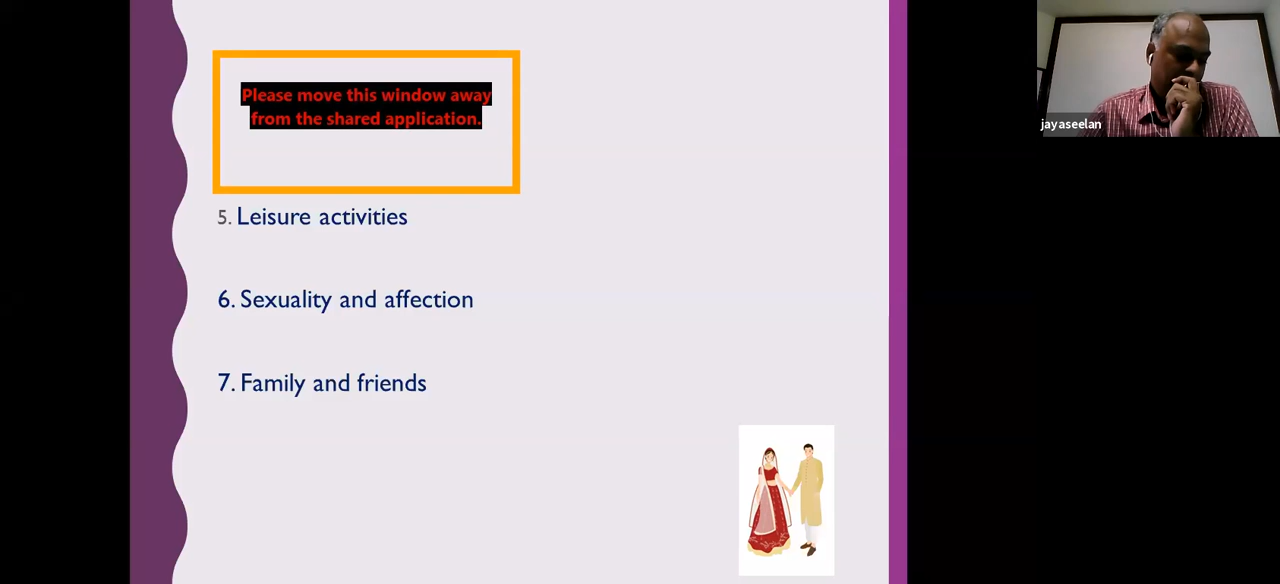 Please move this window away
from the shared application.
5. Leisure activities
6. Sexuality and affection
7. Family and friends
jayaseelan